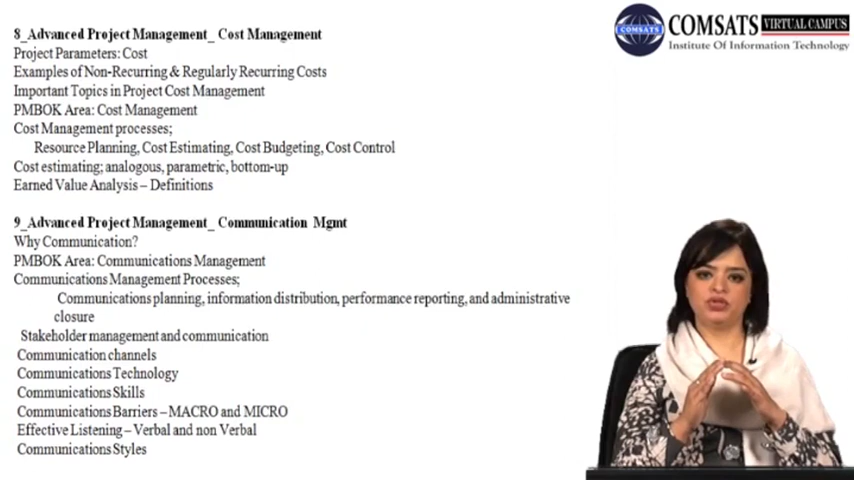 8_Advanced Project Management_ Cost Management
Project Parameters: Cost
Examples of Non-Recurring & Regularly Recurring Costs
Important Topics in Project Cost Management
PMBOK Area: Cost Management
Cost Management processes;
Resource Planning, Cost Estimating, Cost Budgeting, Cost Control
Cost estimating; analogous, parametric, bottom-up
Earned Value Analysis – Definitions
9_Advanced Project Management_ Communication Mgmt
Why Communication?
PMBOK Area: Communications Management
Communications Management Processes;
Communications planning, information distribution, performance reporting, and administrative
closure
Stakeholder management and communication
Communication channels
Communications Technology
Communications Skills
Communications Barriers – MACRO and MICRO
Effective Listening – Verbal and non Verbal
Communications Styles
COMSATS
COMSATS VIRTUAL CAMPUS
Institute Of Information Technology